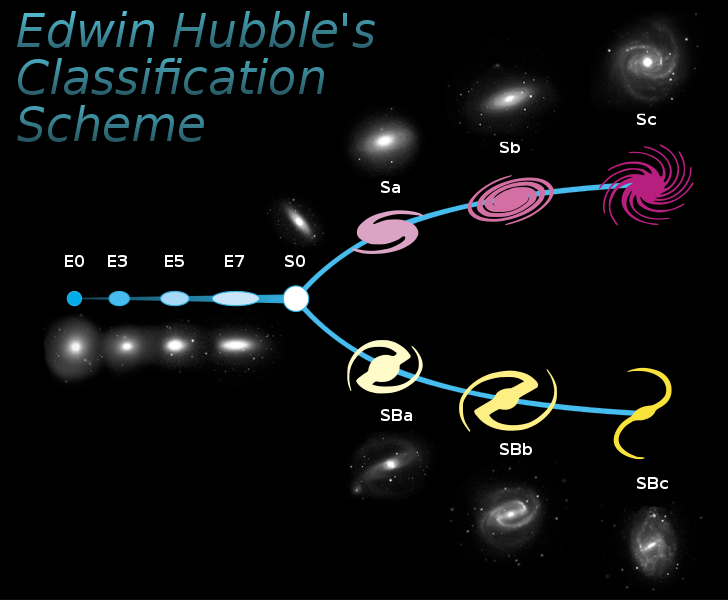 Edwin Hubble's
Classification
Scheme
Sc
Sb
Sa
E0 E3 E5 E7 S0
SBa
SBb
SBc